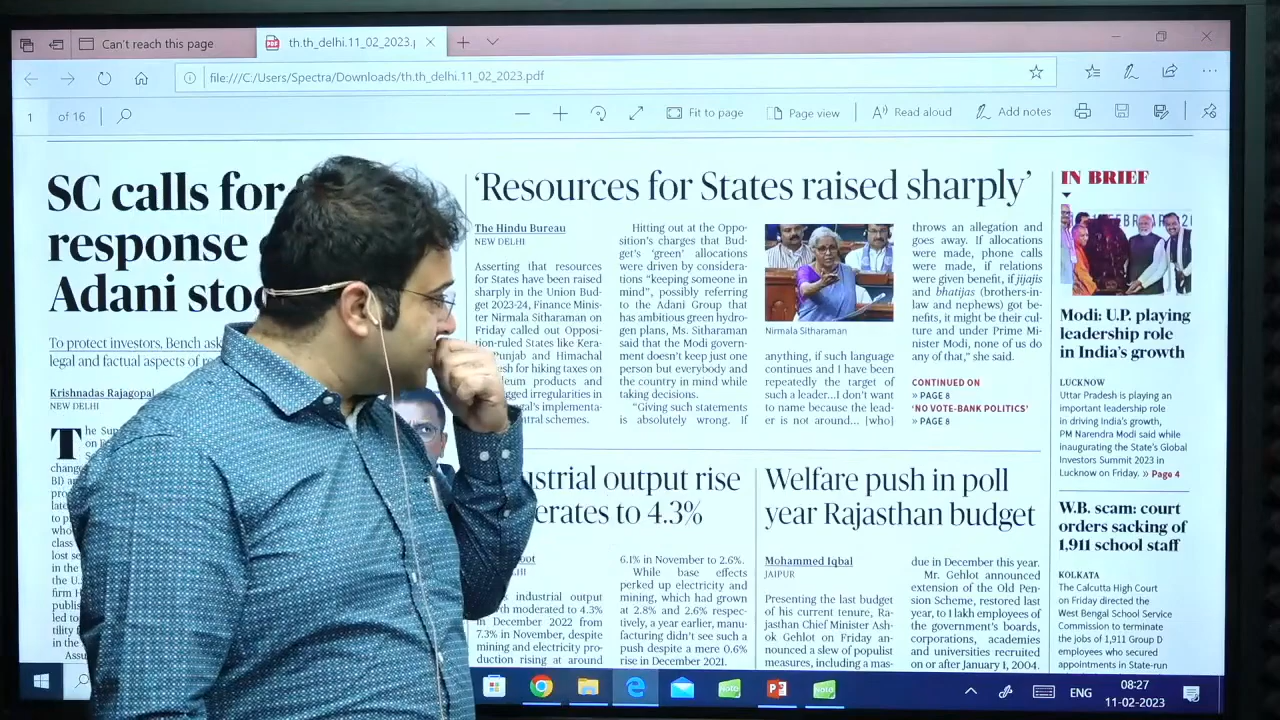 Can't reach this page
th.th_delhi.11_02_2023.p
file:///C:/Users/Spectra/Downloads/th.th_delhi.11_02_2023.pdf
1 of 16
Fit to page
Page view
Read aloud
Add notes
SC calls for
response
Adani
To protect investors, Bench
legal and factual aspects of
Krishnadas Rajagopal
NEW DELHI
'Resources for States raised sharply'
The Hindu Bureau
NEW DELHI
Asserting that resources
for States have been raised
sharply in the Union Bud-
get 2023-24, Finance Minis-
ter Nirmala Sitharaman on
Friday called out Opposi-
tion-ruled States like Kera-
Punjab and Himachal
for hiking taxes on
products and
irregularities in
implementa-
schemes.
Hitting out at the Oppo-
sition's charges that Bud-
get's 'green' allocations
were driven by considera-
tions "keeping someone in
mind", possibly referring
to the Adani Group that
has ambitious green hydro-
gen plans, Ms. Sitharaman
said that the Modi govern-
ment doesn't keep just one
person but everybody and
the country in mind while
taking decisions.
"Giving such statements
is absolutely wrong. If
Nirmala Sitharaman
anything, if such language
continues and I have been
repeatedly the target of
such a leader...I don't want
to name because the lead-
er is not around... [who]
throws an allegation and
goes away. If allocations
were made, phone calls
were made, if relations
were given benefit, if jijajis
and bhatijas (brothers-in-law
and nephews) got be-
nefits, it might be their cul-
ture and under Prime Mi-
nister Modi, none of us do
any of that," she said.
CONTINUED ON
» PAGE 8
'NO VOTE-BANK POLITICS'
» PAGE 8
output rise
to 4.3%
industrial output
moderated to 4.3%
in December 2022 from
7.3% in November, despite
mining and electricity pro-
duction rising at around
6.1% in November to 2.6%.
While base effects
perked up electricity and
mining, which had grown
at 2.8% and 2.6% respec-
tively, a year earlier, manu-
facturing didn't see such a
push despite a mere 0.6%
rise in December 2021.
Welfare push in poll
year Rajasthan budget
Mohammed Iqbal
JAIPUR
Presenting the last budget
of his current tenure, Ra-
jasthan Chief Minister Ash-
ok Gehlot on Friday an-
nounced a slew of populist
measures, including a mas-
due in December this year.
Mr. Gehlot announced
extension of the Old Pen-
sion Scheme, restored last
year, to 1 lakh employees of
the government's boards,
corporations, academies
and universities recruited
on or after January 1, 2004.
IN BRIEF
Modi: U.P. playing
leadership role
in India's growth
LUCKNOW
Uttar Pradesh is playing an
important leadership role
in driving India's growth,
PM Narendra Modi said while
inaugurating the State's Global
Investors Summit 2023 in
Lucknow on Friday. » Page 4
W.B. scam: court
orders sacking of
1,911 school staff
KOLKATA
The Calcutta High Court
on Friday directed the
West Bengal School Service
Commission to terminate
the jobs of 1,911 Group D
employees who secured
appointments in State-run
ENG
08:27
11-02-2023